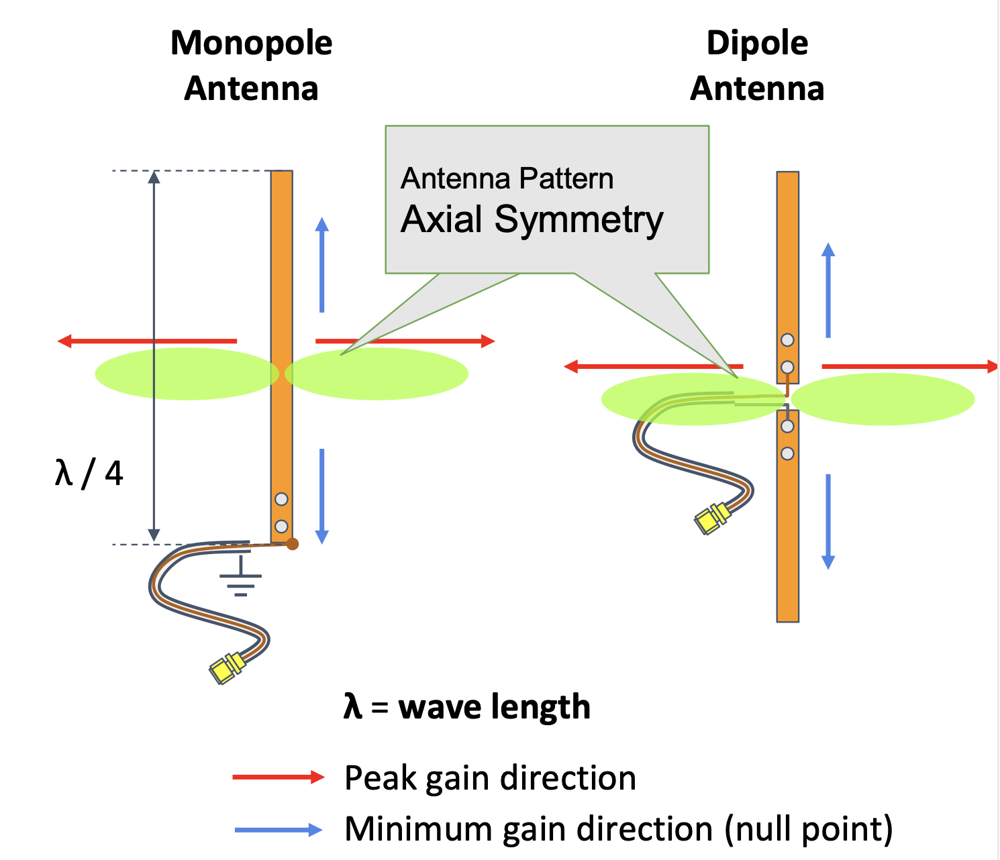 Monopole
Antenna
Dipole
Antenna
Antenna Pattern
Axial Symmetry
λ / 4
λ = wave length
Peak gain direction
Minimum gain direction (null point)